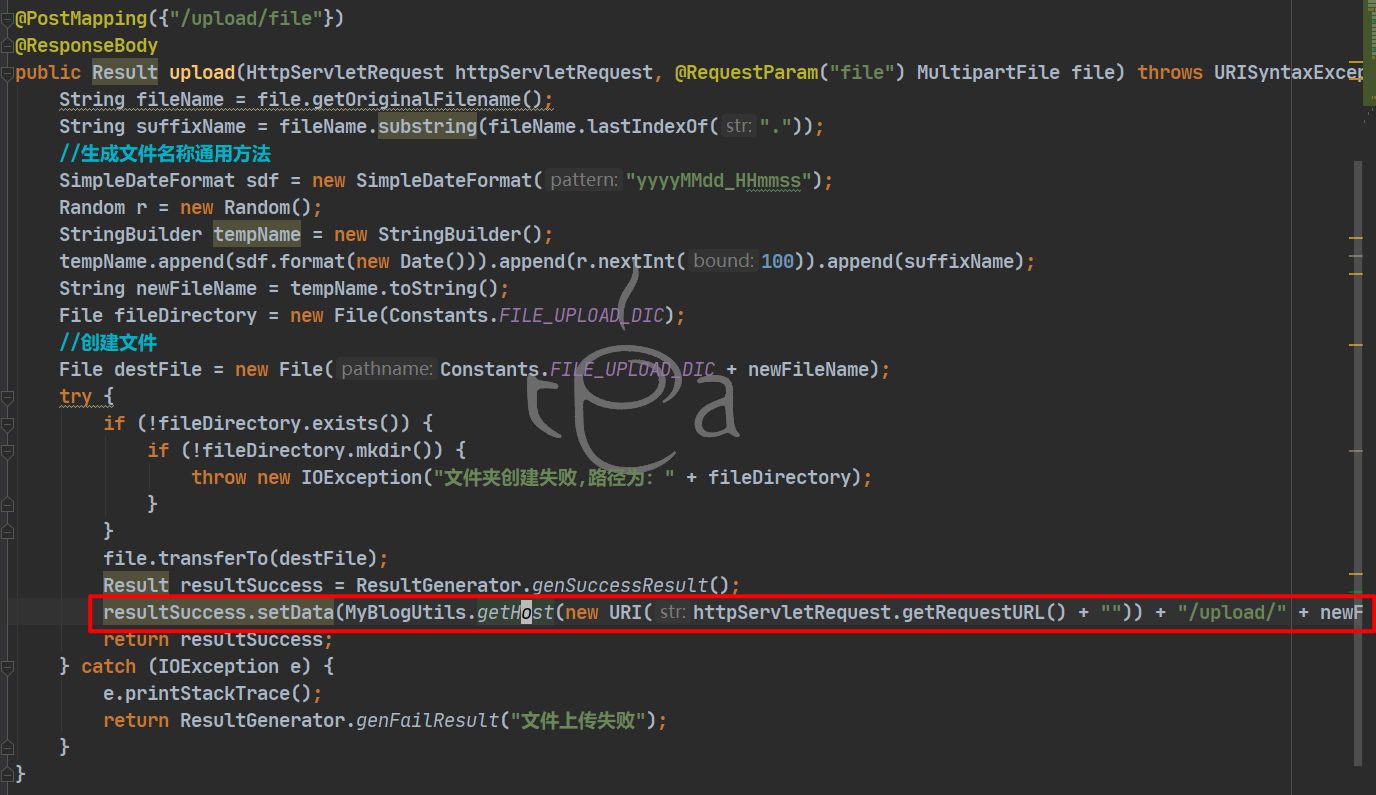 @PostMapping({"/upload/file"})
@ResponseBody
public Result upload(HttpServletRequest httpServletRequest, @RequestParam("file") MultipartFile file) throws URISyntaxExcep
String fileName = file.getOriginalFilename();
String suffixName = fileName.substring(fileName.lastIndexOf( str: "."));
//生成文件名称通用方法
SimpleDateFormat sdf = new SimpleDateFormat( pattern: "yyyyMMdd_HHmmss");
Random r = new Random();
StringBuilder tempName = new StringBuilder();
tempName.append(sdf.format(new Date())).append(r.nextInt( bound: 100)).append(suffixName);
String newFileName = tempName.toString();
File fileDirectory = new File(Constants.FILE_UPLOAD_DIC);
//创建文件
File destFile = new File( pathname: Constants.FILE_UPLOAD_DIC + newFileName);
try {
if (!fileDirectory.exists()) {
if (!fileDirectory.mkdir()) {
throw new IOException("文件夹创建失败,路径为: " + fileDirectory);
}
}
file.transferTo(destFile);
Result resultSuccess = ResultGenerator.genSuccessResult();
resultSuccess.setData(MyBlogUtils.getHost(new URI( str: httpServletRequest.getRequestURL() + "")) + "/upload/" + newF
return resultSuccess;
} catch (IOException e) {
e.printStackTrace();
return ResultGenerator.genFailResult("文件上传失败");
}
}
tea